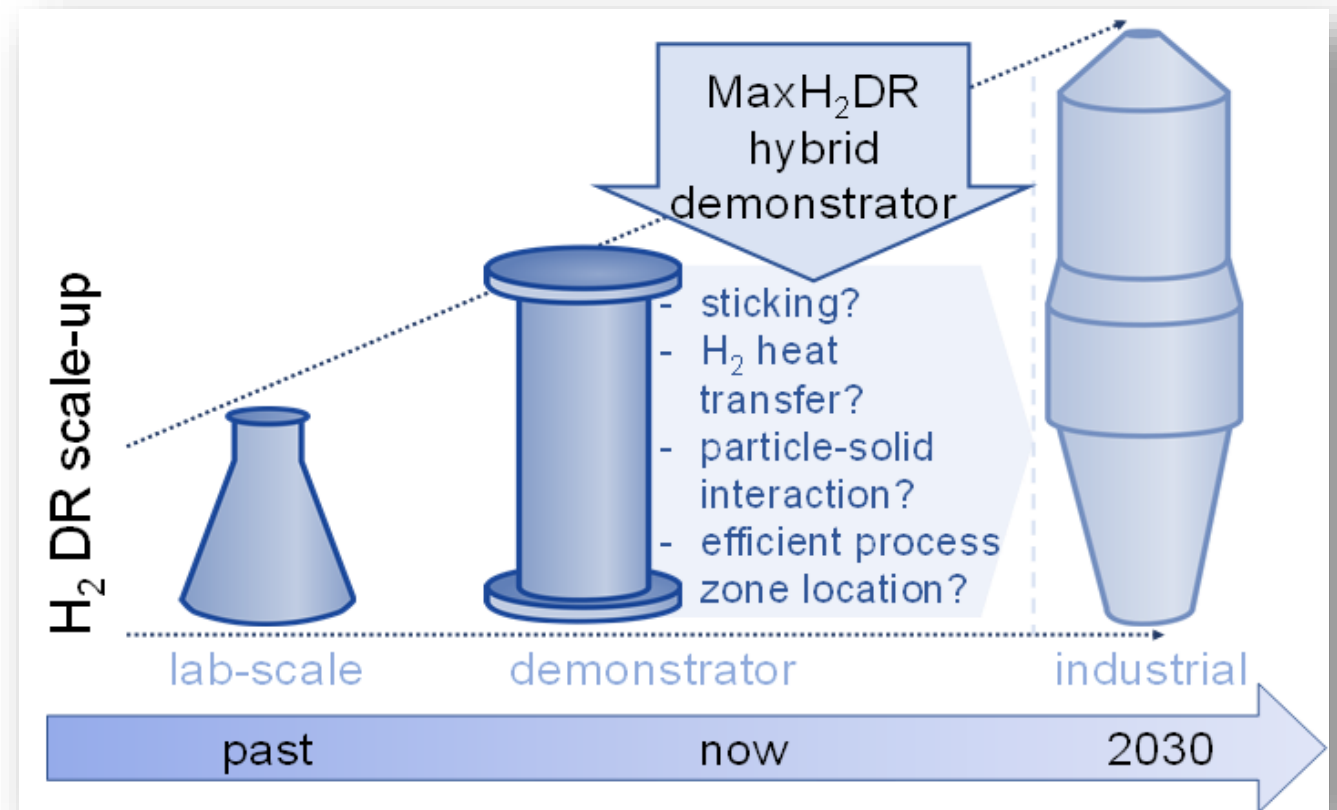 MaxH₂DR
hybrid
demonstrator
H₂ DR scale-up
- sticking?
- H₂ heat
transfer?
- particle-solid
interaction?
- efficient process
zone location?
lab-scale
demonstrator
industrial
past
now
2030